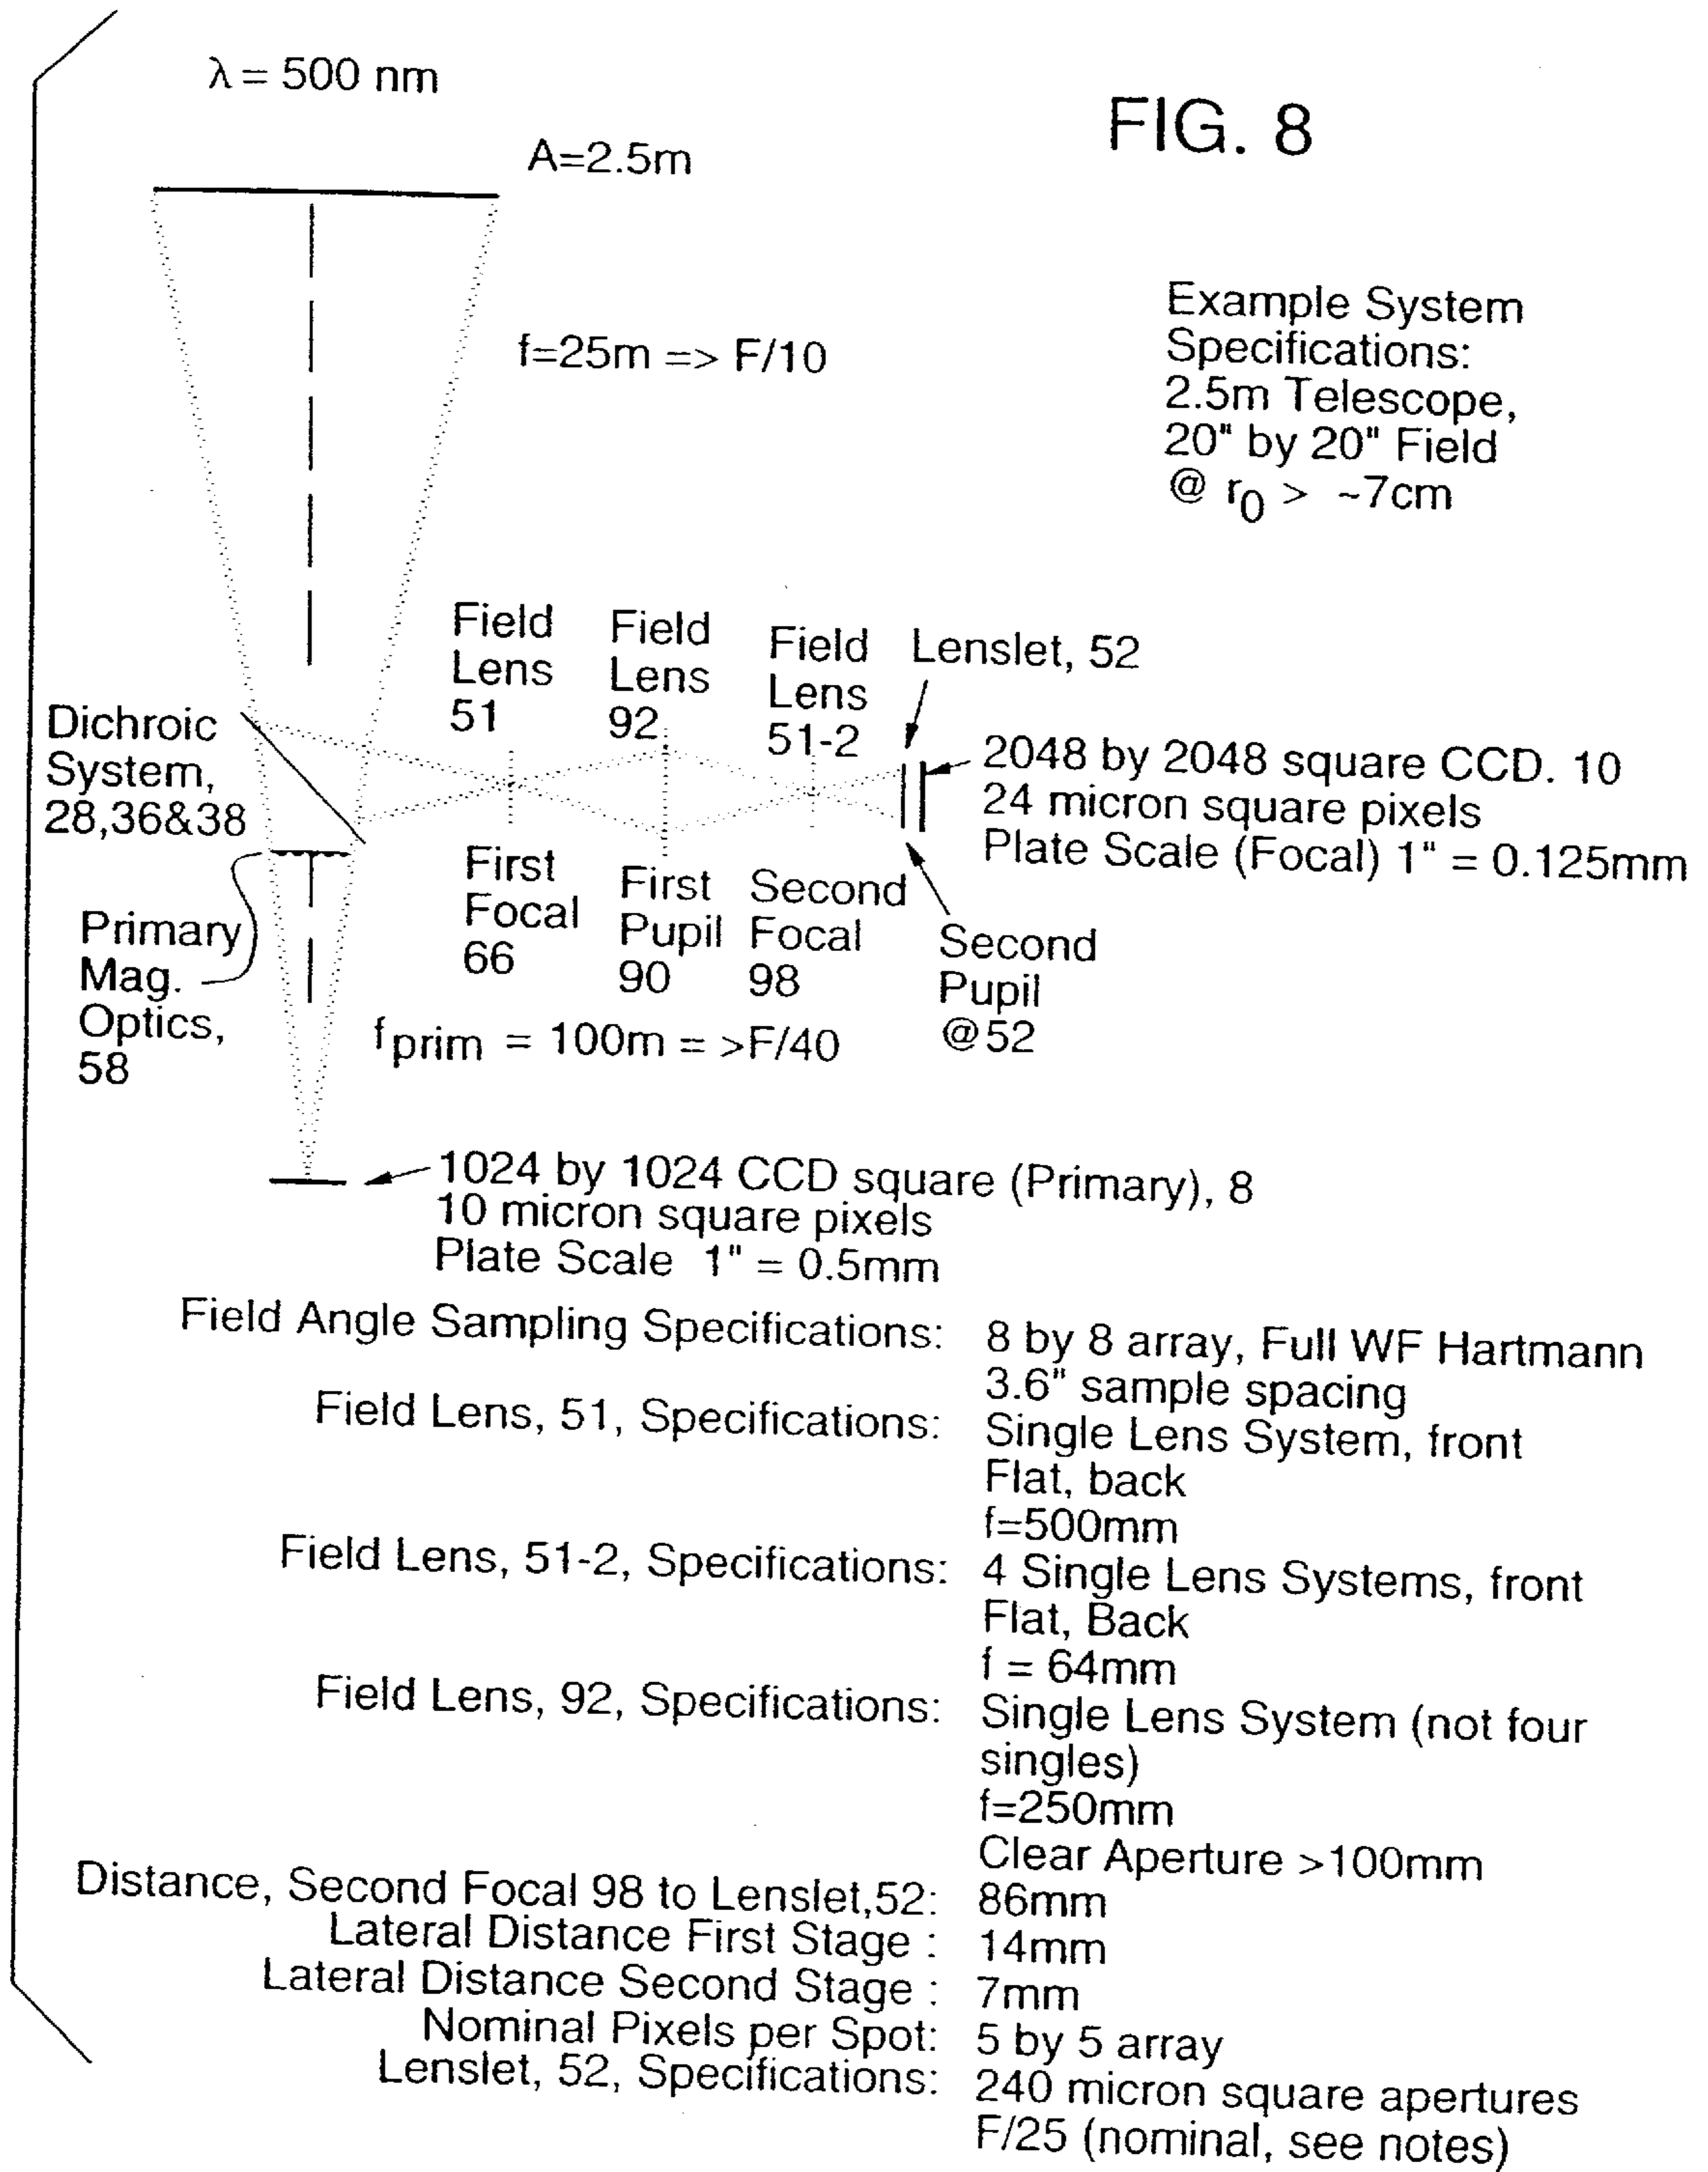 λ = 500 nm
FIG. 8
A=2.5m
f=25m => F/10
Example System
Specifications:
2.5m Telescope,
20" by 20" Field
@ r0 > ~7cm
Field
Lens
51
Field
Lens
92
Field
Lens
51-2
Lenslet, 52
Dichroic
System,
28,36&38
2048 by 2048 square CCD. 10
24 micron square pixels
Plate Scale (Focal) 1" = 0.125mm
First
Focal
66
First
Pupil
90
Second
Focal
98
Second
Pupil
@52
Primary
Mag.
Optics,
58
fprim = 100m = >F/40
1024 by 1024 CCD square (Primary), 8
10 micron square pixels
Plate Scale 1" = 0.5mm
Field Angle Sampling Specifications: 8 by 8 array, Full WF Hartmann
3.6" sample spacing
Field Lens, 51, Specifications: Single Lens System, front
Flat, back
f=500mm
Field Lens, 51-2, Specifications: 4 Single Lens Systems, front
Flat, Back
f = 64mm
Field Lens, 92, Specifications: Single Lens System (not four
singles)
f=250mm
Clear Aperture >100mm
Distance, Second Focal 98 to Lenslet,52: 86mm
Lateral Distance First Stage : 14mm
Lateral Distance Second Stage : 7mm
Nominal Pixels per Spot: 5 by 5 array
Lenslet, 52, Specifications: 240 micron square apertures
F/25 (nominal, see notes)